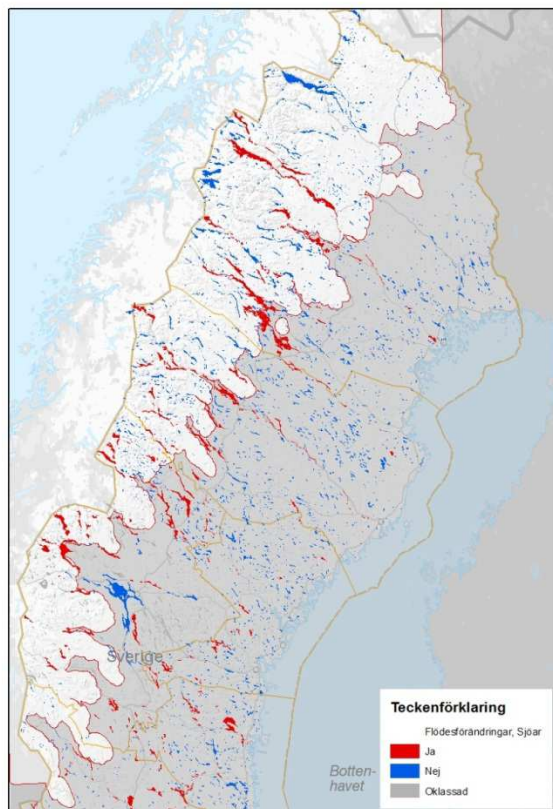 Sverige
Botten-
havet
Teckenförklaring
Flödesförändringar, Sjöar
Ja
Nej
Oklassad